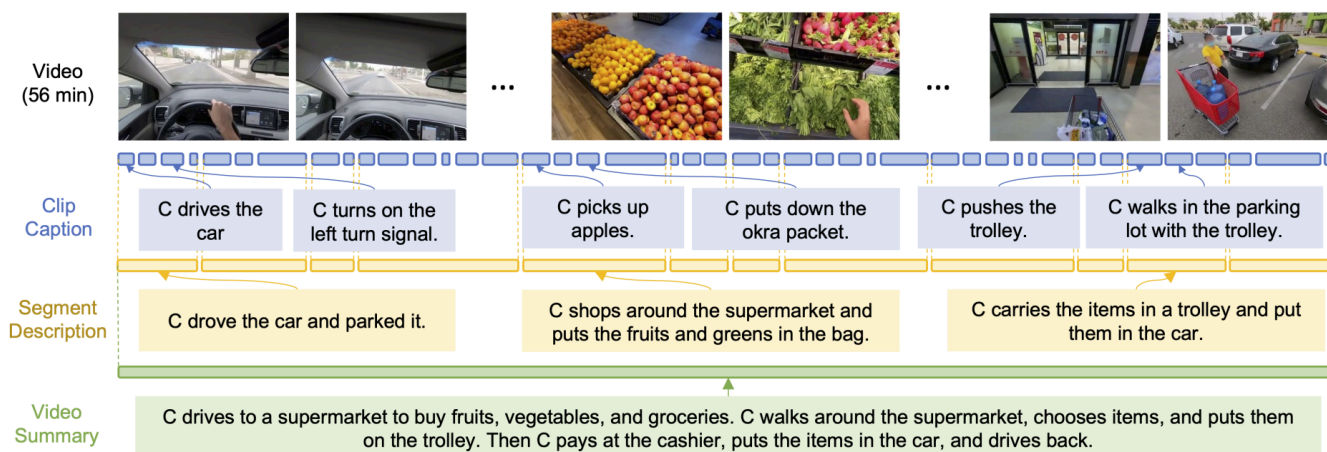 Video
(56 min)
...
...
Clip
Caption
C drives the
car
C turns on the
left turn signal.
C picks up
apples.
C puts down the
okra packet.
C pushes the
trolley.
C walks in the parking
lot with the trolley.
Segment
Description
C drove the car and parked it.
C shops around the supermarket and
puts the fruits and greens in the bag.
C carries the items in a trolley and put
them in the car.
Video
Summary
C drives to a supermarket to buy fruits, vegetables, and groceries. C walks around the supermarket, chooses items, and puts them
on the trolley. Then C pays at the cashier, puts the items in the car, and drives back.